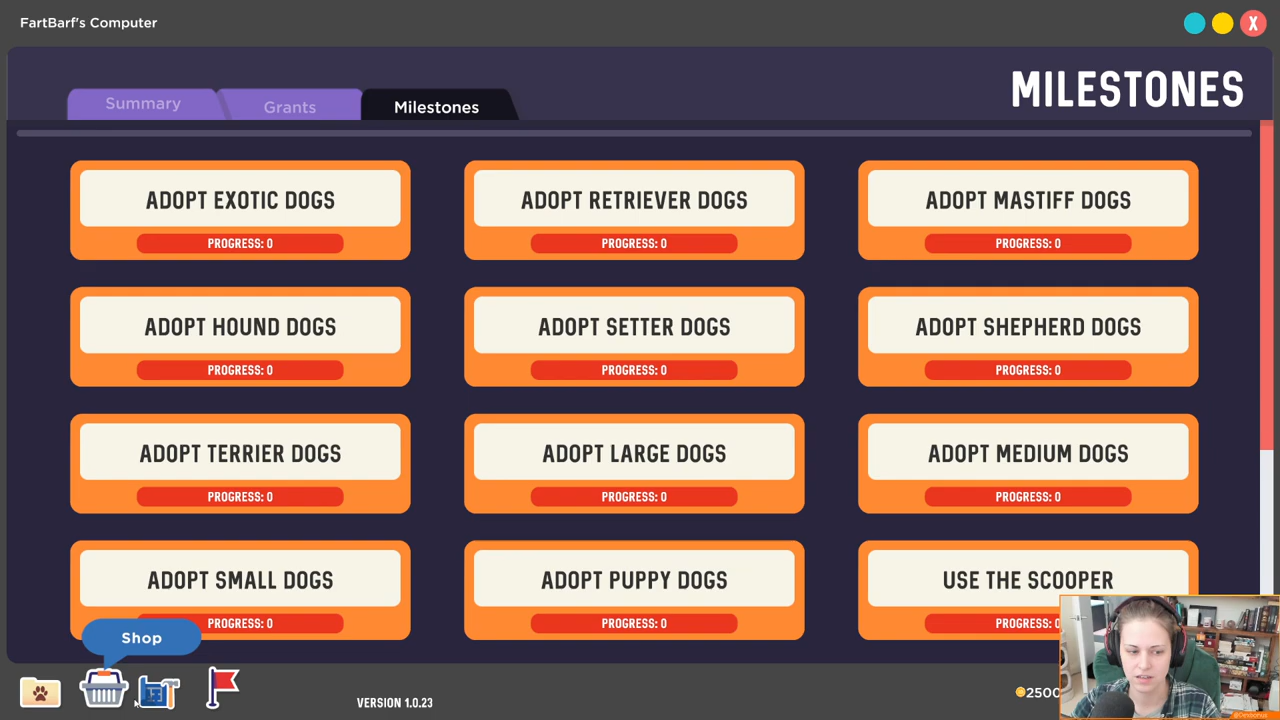 FartBarf's Computer
X
MILESTONES
Summary
Grants
Milestones
ADOPT EXOTIC DOGS
ADOPT RETRIEVER DOGS
ADOPT MASTIFF DOGS
PROGRESS: 0
PROGRESS: 0
PROGRESS: 0
ADOPT HOUND DOGS
ADOPT SETTER DOGS
ADOPT SHEPHERD DOGS
PROGRESS: 0
PROGRESS: 0
PROGRESS: 0
ADOPT TERRIER DOGS
ADOPT LARGE DOGS
ADOPT MEDIUM DOGS
PROGRESS: 0
PROGRESS: 0
PROGRESS: 0
ADOPT SMALL DOGS
ADOPT PUPPY DOGS
USE THE SCOOPER
PROGRESS: 0
PROGRESS: 0
PROGRESS: 0
Shop
VERSION 1.0.23
2500